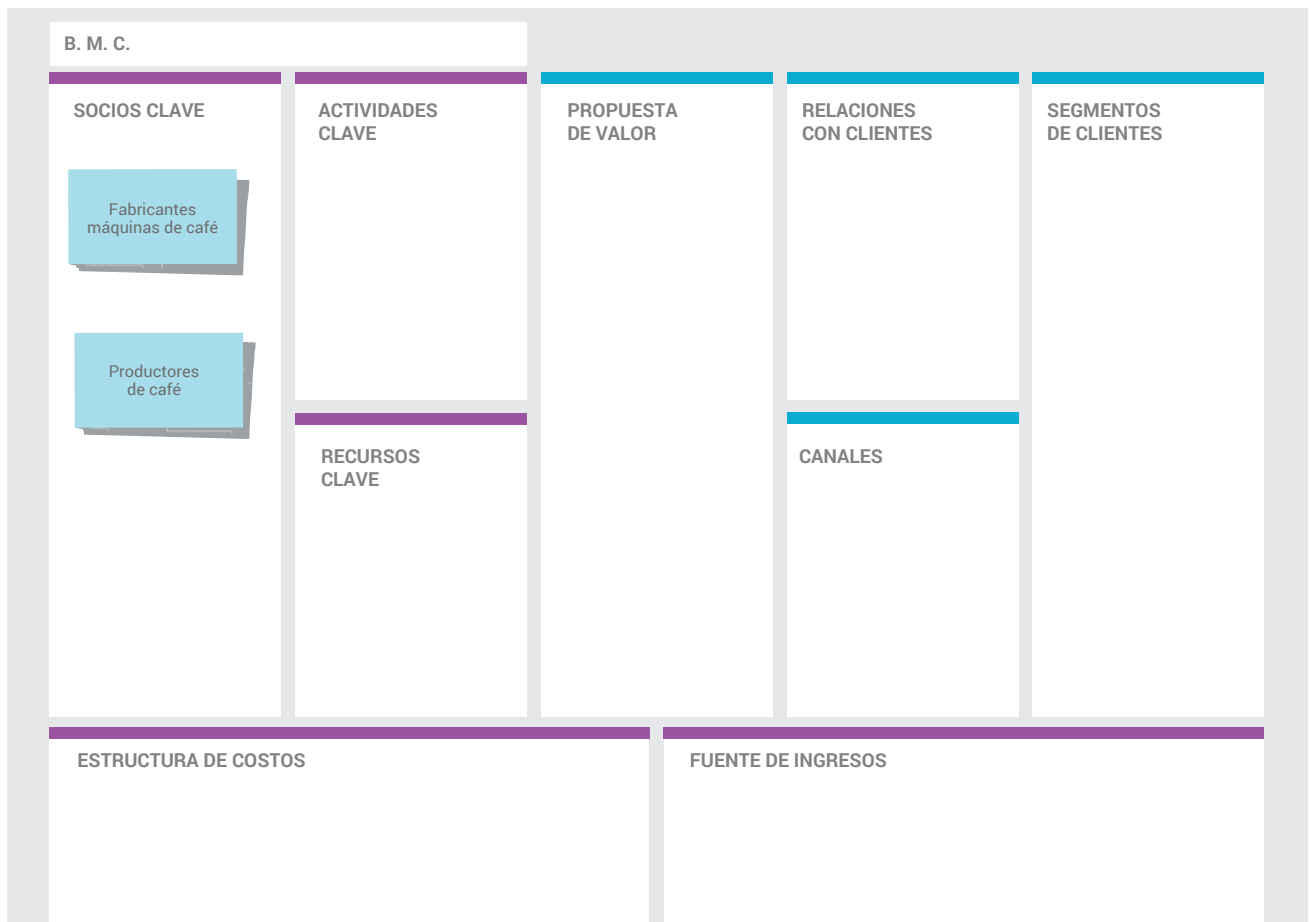 B. M. C.
SOCIOS CLAVE
Fabricantes
máquinas de café
Productores
de café
ACTIVIDADES
CLAVE
RECURSOS
CLAVE
PROPUESTA
DE VALOR
RELACIONES
CON CLIENTES
CANALES
SEGMENTOS
DE CLIENTES
ESTRUCTURA DE COSTOS
FUENTE DE INGRESOS